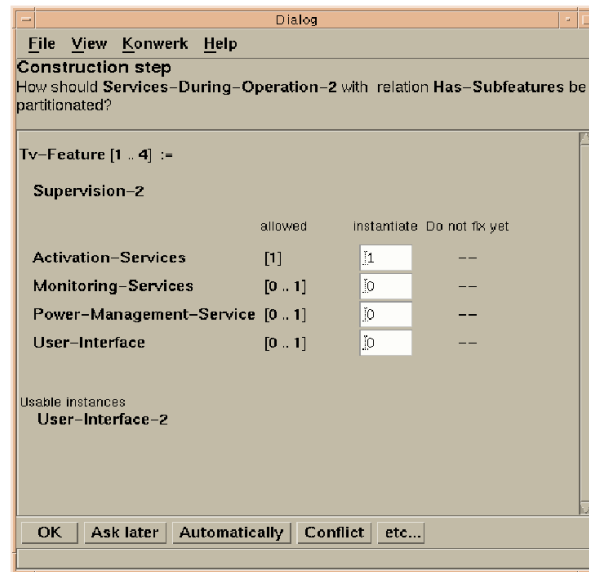 Dialog
File View Konwerk Help
Construction step
How should Services-During-Operation-2 with relation Has-Subfeatures be
partitionated?
Tv-Feature [1 .. 4] :=
Supervision-2
allowed instantiate Do not fix yet
Activation-Services [1] 1 --
Monitoring-Services [0 .. 1] 0 --
Power-Management-Service [0 .. 1] 0 --
User-Interface [0 .. 1] 0 --
Usable instances
User-Interface-2
OK Ask later Automatically Conflict etc...